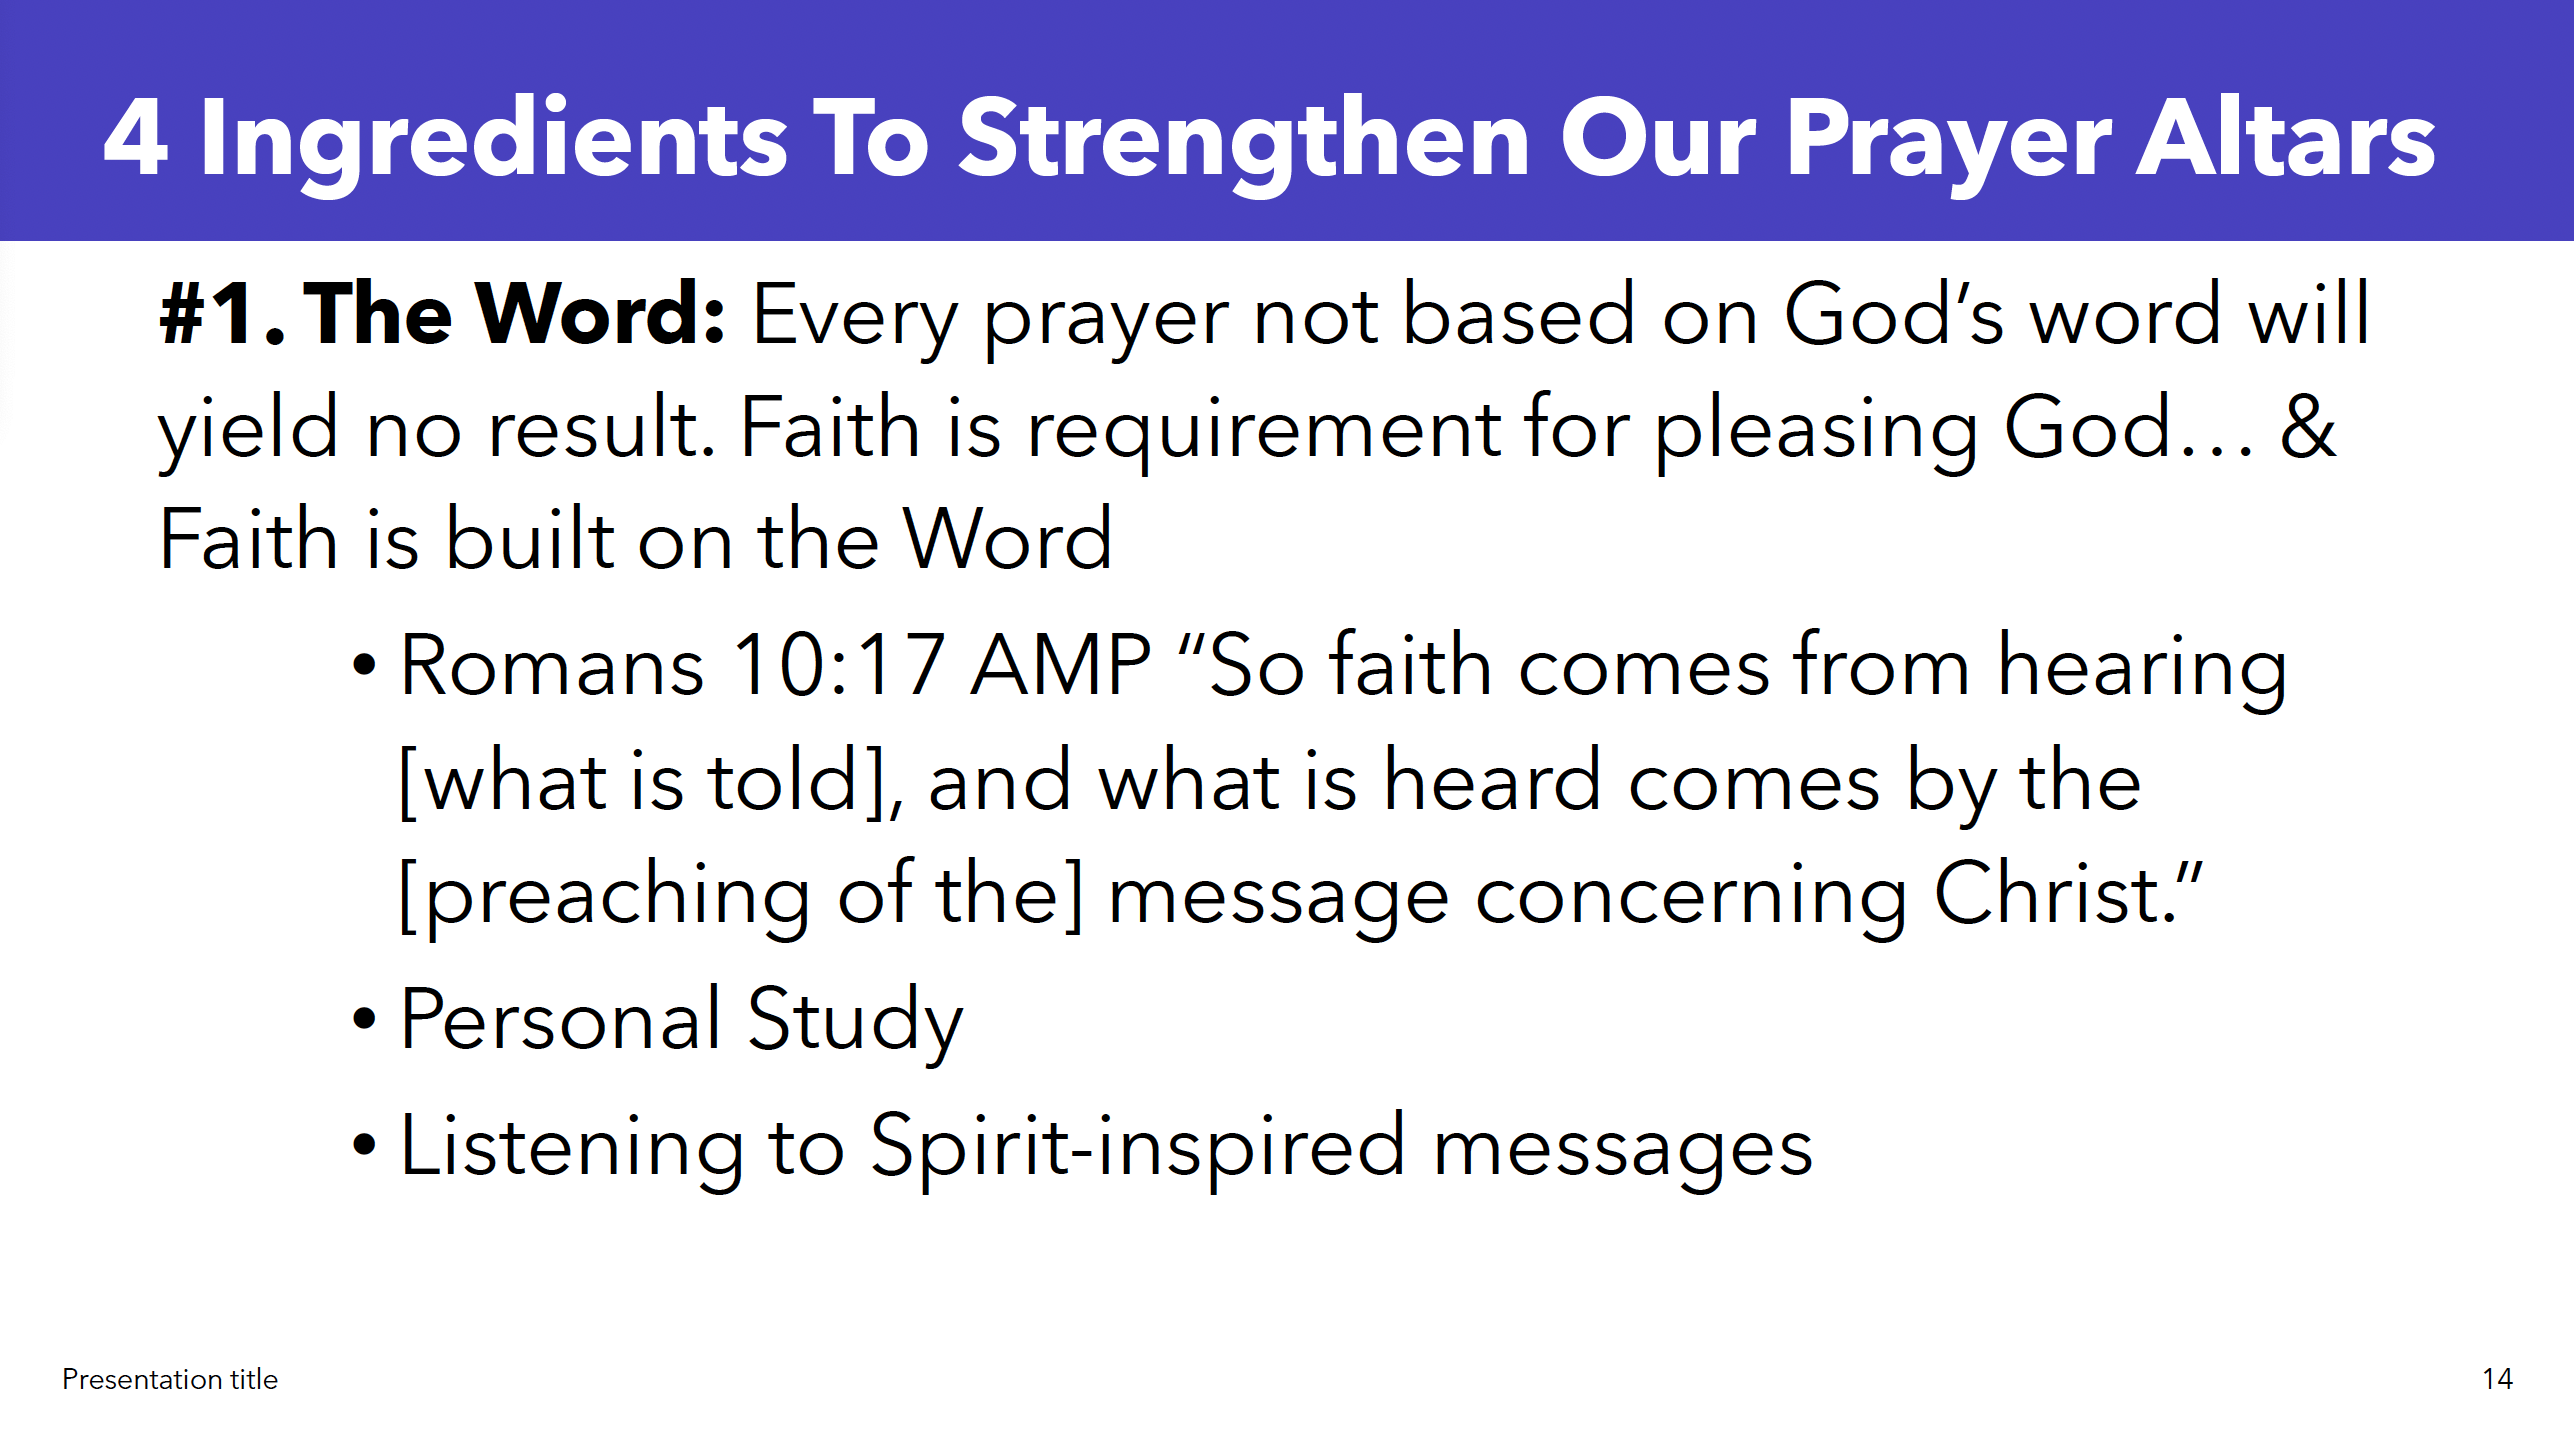 4 Ingredients To Strengthen Our Prayer Altars
#1. The Word: Every prayer not based on God’s word will
yield no result. Faith is requirement for pleasing God… &
Faith is built on the Word
• Romans 10:17 AMP “So faith comes from hearing
[what is told], and what is heard comes by the
[preaching of the] message concerning Christ.”
• Personal Study
• Listening to Spirit-inspired messages
Presentation title
14